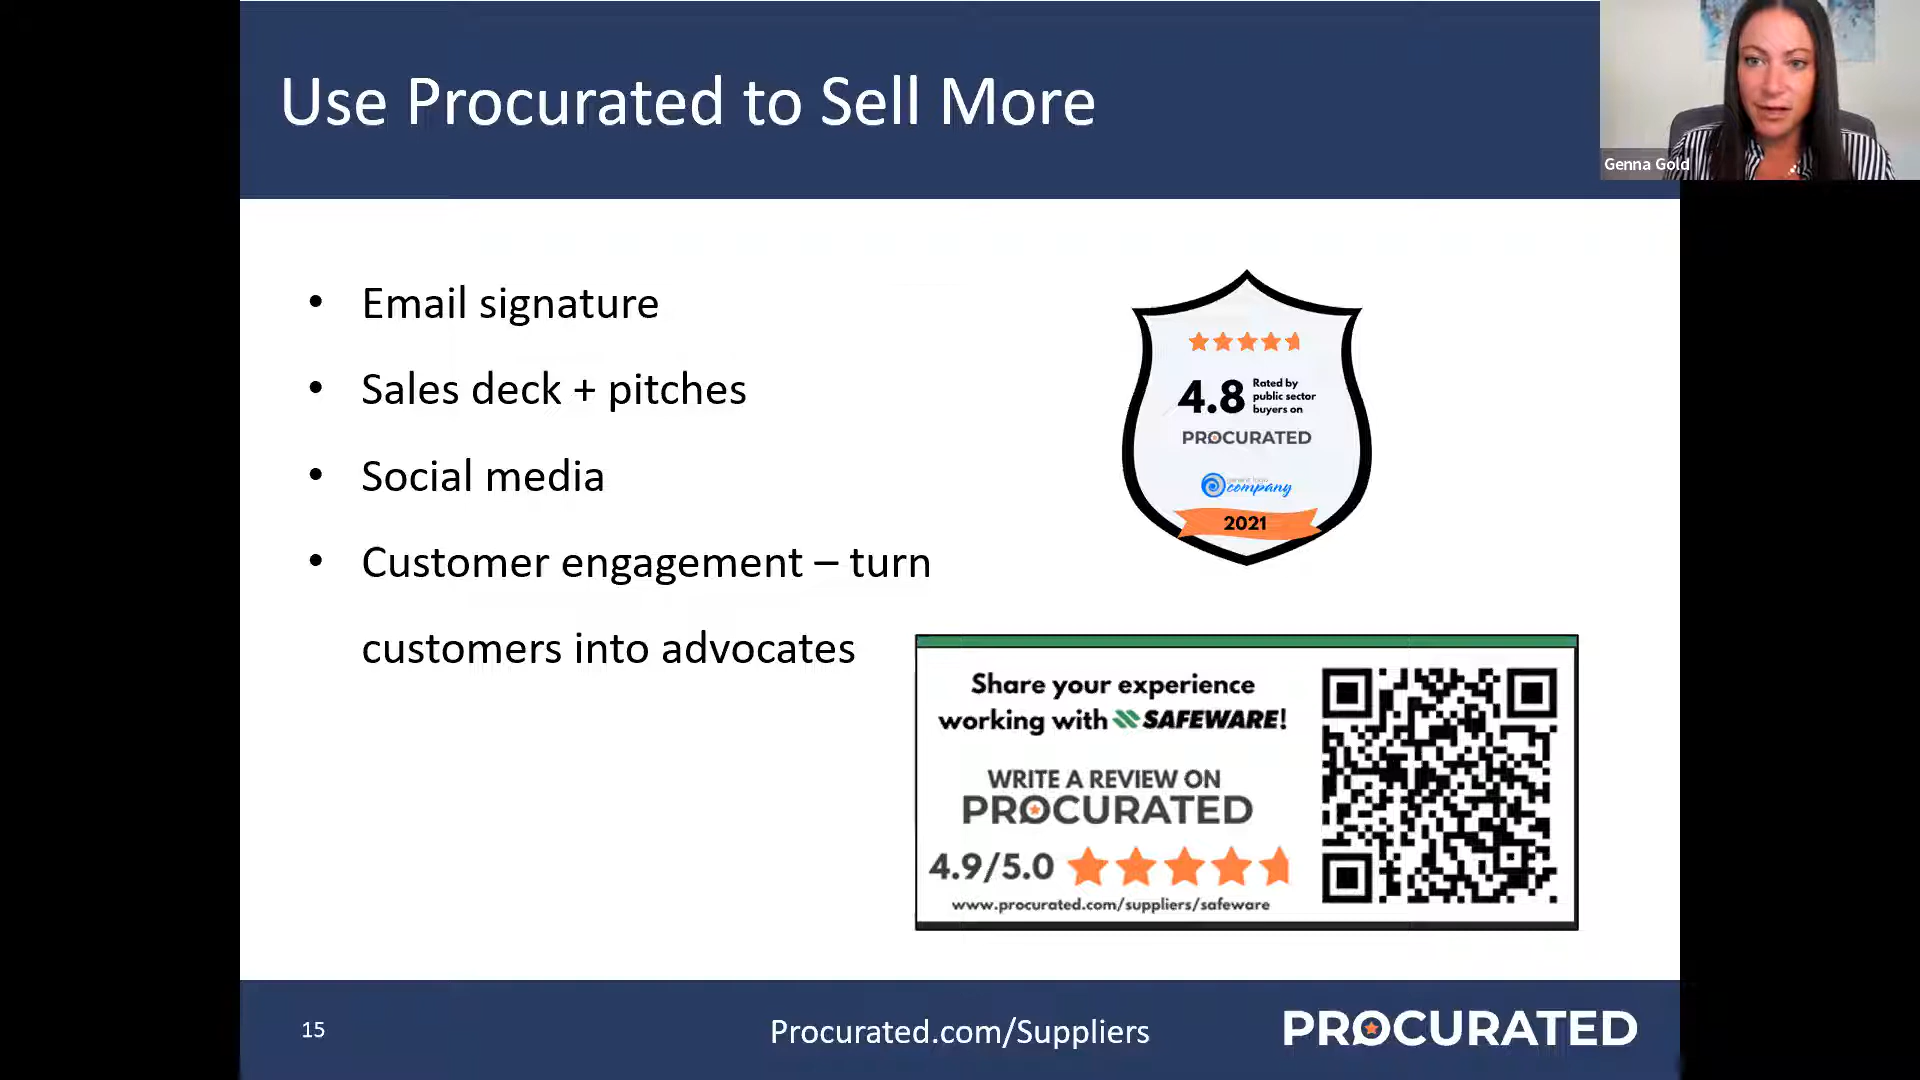 Use Procurated to Sell More
Genna Gold
• Email signature
• Sales deck + pitches
• Social media
• Customer engagement – turn
customers into advocates
4.8 Rated by
public sector
buyers on
PROCURATED
company
2021
Share your experience
working with SAFEWARE!
WRITE A REVIEW ON
PROCURATED
4.9/5.0
www.procurated.com/suppliers/safeware
15
Procurated.com/Suppliers
PROCURATED